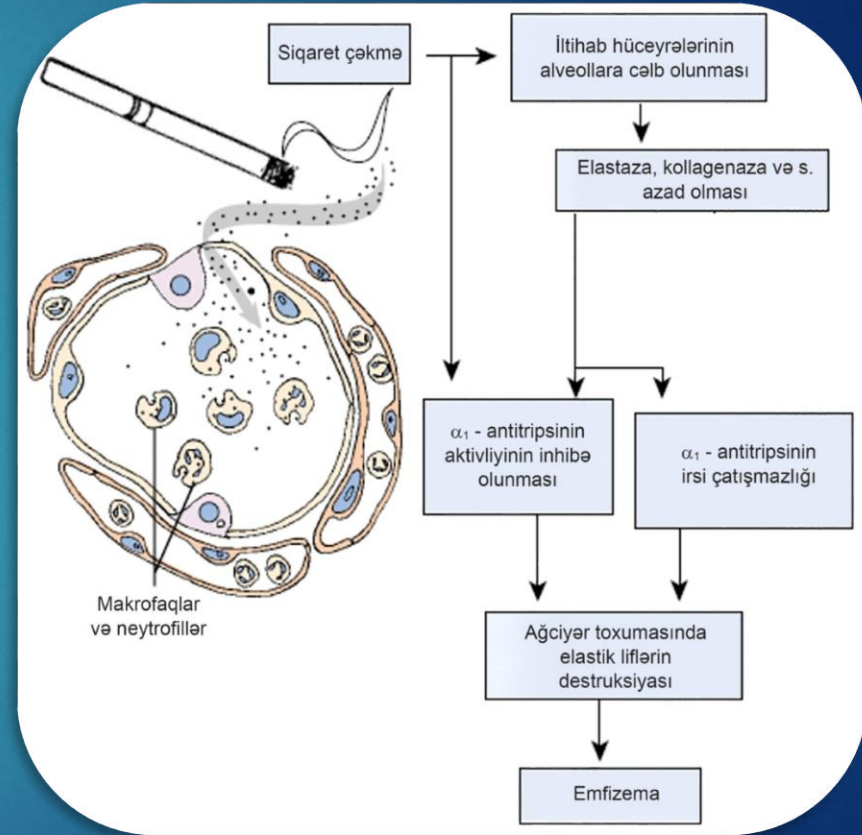 Siqaret çəkmə
İltihab hüceyrələrinin
alveollara cəlb olunması
Elastaza, kollagenaza və s.
azad olması
α₁ - antitripsinin
aktivliyinin inhibə
olunması
α₁ - antitripsinin
irsi çatışmazlığı
Makrofaqlar
və neytrofillər
Ağciyər toxumasında
elastik liflərin
destruksiyası
Emfizema